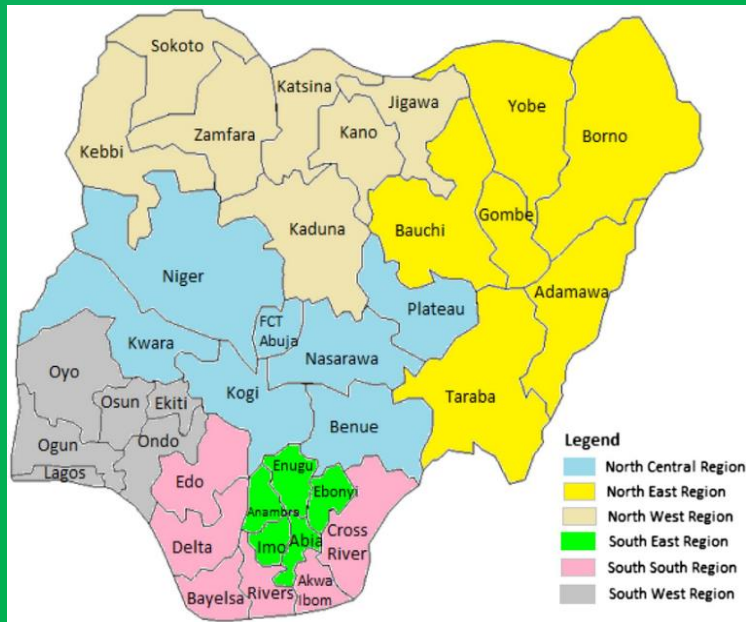 Sokoto
Katsina
Jigawa
Yobe
Borno
Kano
Zamfara
Kebbi
Gombe
Kaduna
Bauchi
Niger
Adamawa
Plateau
FCT
Abuja
Kwara
Nasarawa
Oyo
Kogi
Taraba
Osun
Ekiti
Benue
Ondo
Ogun
Lagos
Enugu
Edo
Ebonyi
Anambra
Cross
River
Delta
Imo
Abia
Akwa
Ibom
Rivers
Bayelsa
Legend
North Central Region
North East Region
North West Region
South East Region
South South Region
South West Region